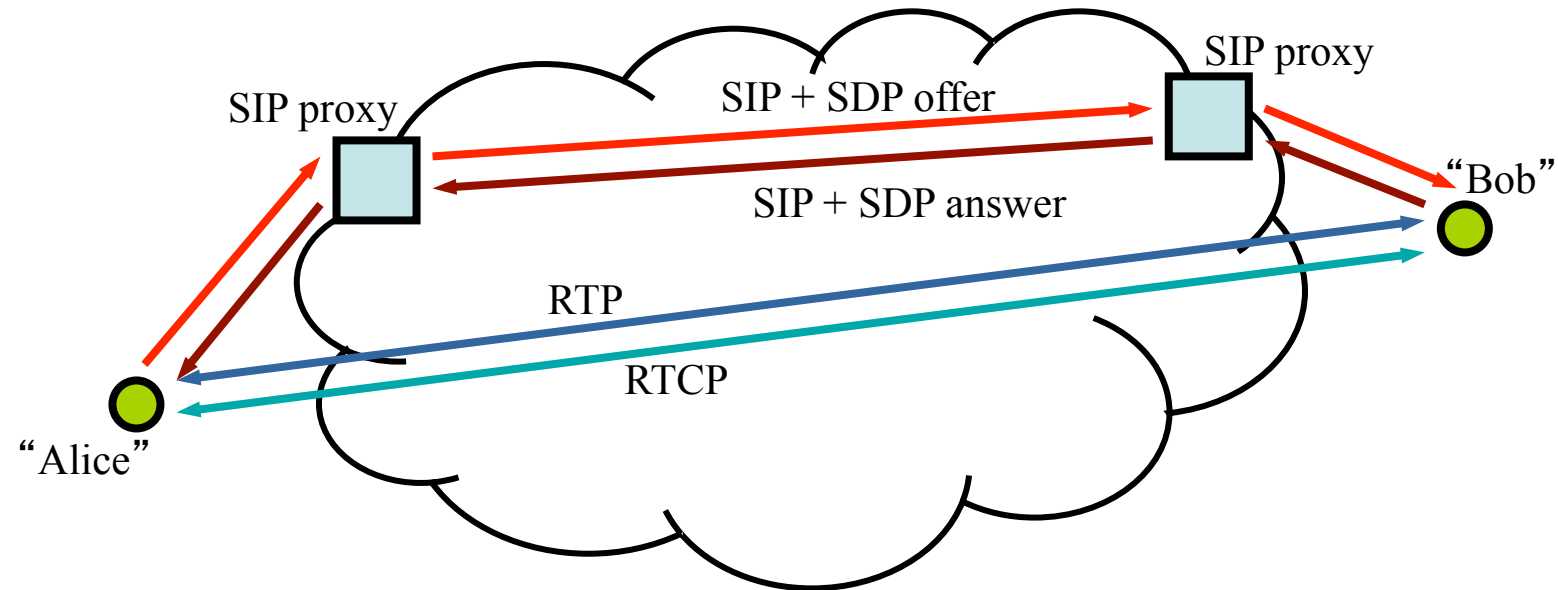 SIP proxy
SIP proxy
SIP + SDP offer
“Bob”
SIP + SDP answer
RTP
RTCP
“Alice”